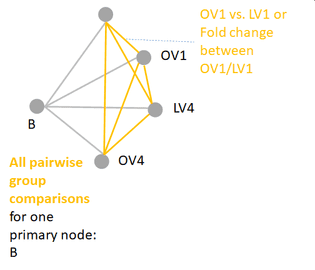 OV1 vs. LV1 or
Fold change
between
OV1/LV1
OV1
LV4
B
OV4
All pairwise
group
comparisons
for one
primary node:
B